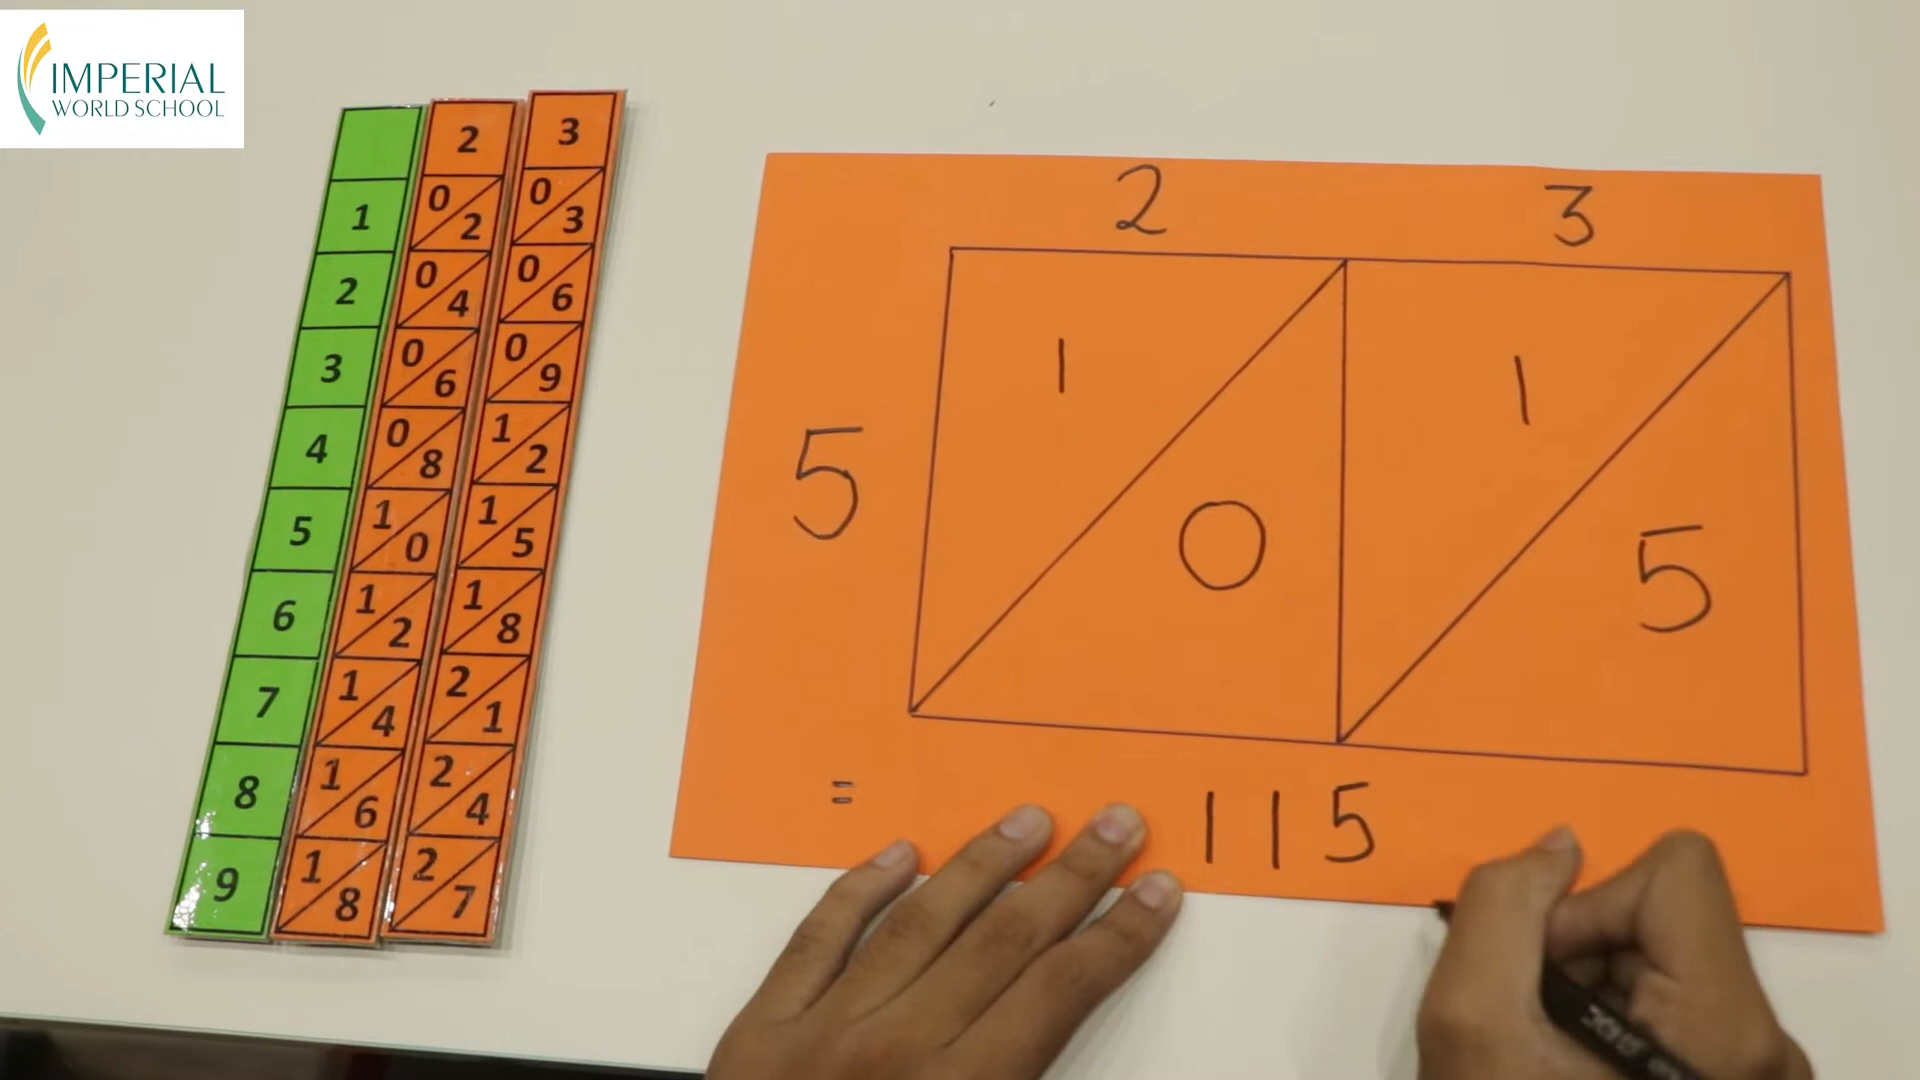 IMPERIAL
WORLD SCHOOL
2 3
1 0 2 0 3
2 0 4 0 6
3 0 6 0 9
4 0 8 1 2
5 1 0 1 5
6 1 2 1 8
7 1 4 2 1
8 1 6 2 4
9 1 8 2 7
2 3
5 1 0 1 5
= 115